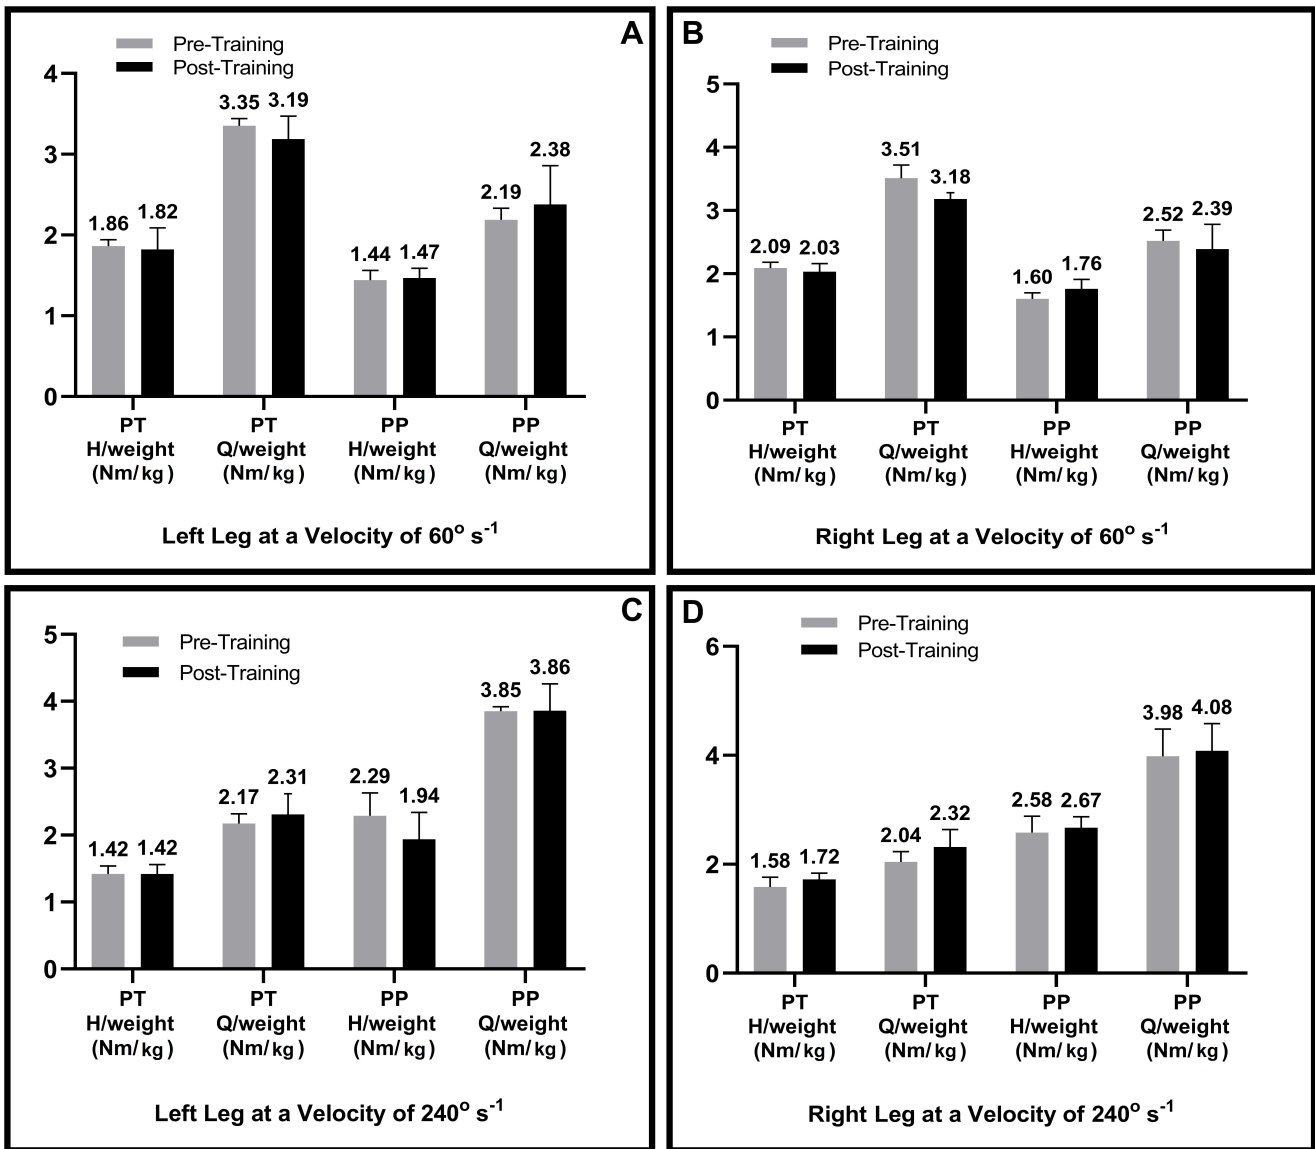 A
Pre-Training
Post-Training
4
3
2
1
0
1.86
1.82
3.35
3.19
1.44
1.47
2.19
2.38
PT PT PP PP
H/weight Q/weight H/weight Q/weight
(Nm/kg) (Nm/kg) (Nm/kg) (Nm/kg)
Left Leg at a Velocity of 60º s⁻¹
B
Pre-Training
Post-Training
5
4
3
2
1
0
2.09
2.03
3.51
3.18
1.60
1.76
2.52
2.39
PT PT PP PP
H/weight Q/weight H/weight Q/weight
(Nm/kg) (Nm/kg) (Nm/kg) (Nm/kg)
Right Leg at a Velocity of 60º s⁻¹
C
Pre-Training
Post-Training
5
4
3
2
1
0
1.42
1.42
2.17
2.31
2.29
1.94
3.85
3.86
PT PT PP PP
H/weight Q/weight H/weight Q/weight
(Nm/kg) (Nm/kg) (Nm/kg) (Nm/kg)
Left Leg at a Velocity of 240º s⁻¹
D
Pre-Training
Post-Training
6
4
2
0
1.58
1.72
2.04
2.32
2.58
2.67
3.98
4.08
PT PT PP PP
H/weight Q/weight H/weight Q/weight
(Nm/kg) (Nm/kg) (Nm/kg) (Nm/kg)
Right Leg at a Velocity of 240º s⁻¹